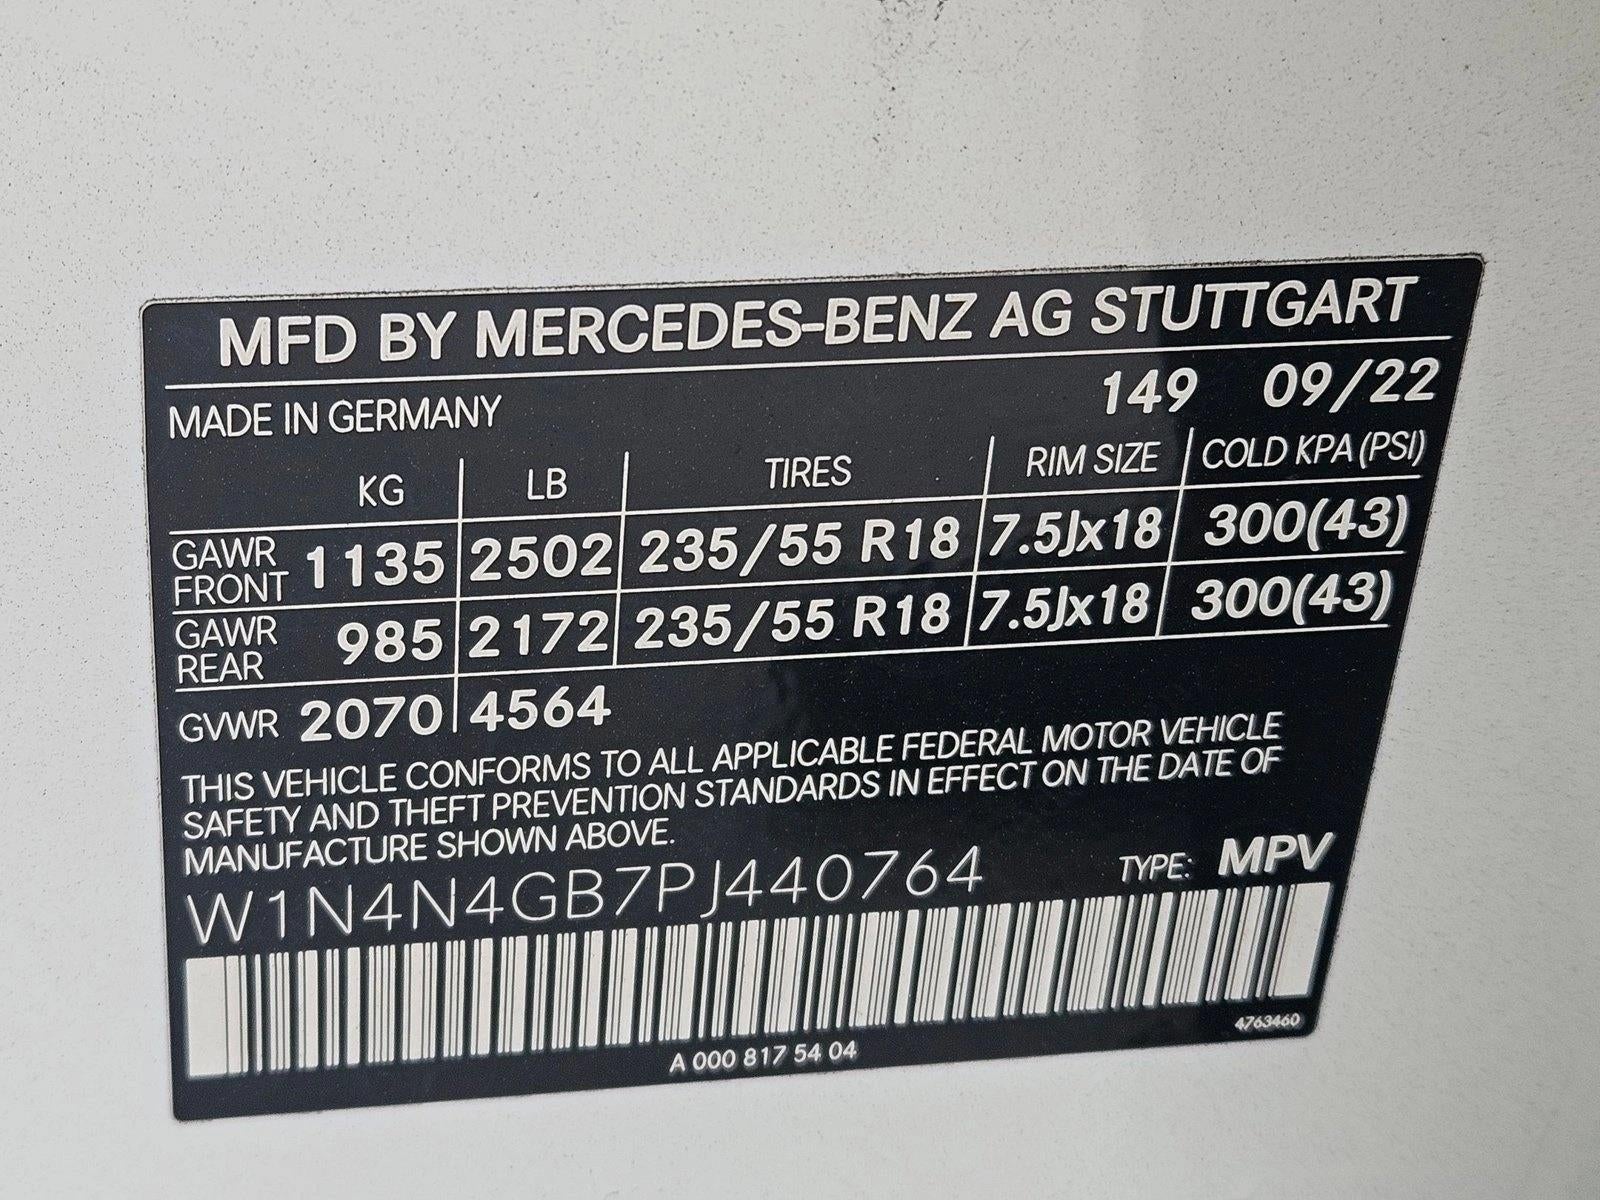 MFD BY MERCEDES-BENZ AG STUTTGART
MADE IN GERMANY 149 09/22
KG LB TIRES RIM SIZE COLD KPA (PSI)
GAWR FRONT 1135 2502 235/55 R18 7.5Jx18 300(43)
GAWR REAR 985 2172 235/55 R18 7.5Jx18 300(43)
GVWR 2070 4564
THIS VEHICLE CONFORMS TO ALL APPLICABLE FEDERAL MOTOR VEHICLE
SAFETY AND THEFT PREVENTION STANDARDS IN EFFECT ON THE DATE OF
MANUFACTURE SHOWN ABOVE.
W1N4N4GB7PJ440764 TYPE: MPV
4763460
A 000 817 54 04